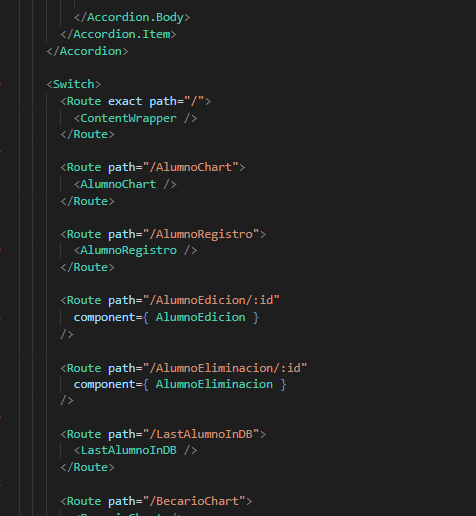 </Accordion.Body>
</Accordion.Item>
</Accordion>
<Switch>
<Route exact path="/">
<ContentWrapper />
</Route>
<Route path="/AlumnoChart">
<AlumnoChart />
</Route>
<Route path="/AlumnoRegistro">
<AlumnoRegistro />
</Route>
<Route path="/AlumnoEdicion/:id"
component={ AlumnoEdicion }
/>
<Route path="/AlumnoEliminacion/:id"
component={ AlumnoEliminacion }
/>
<Route path="/LastAlumnoInDB">
<LastAlumnoInDB />
</Route>
<Route path="/BecarioChart">